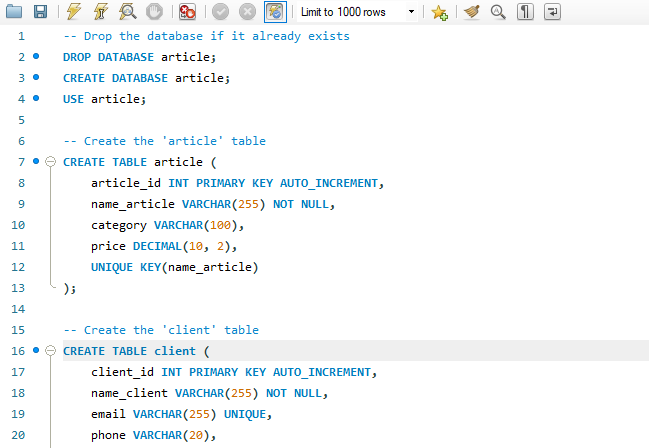 Limit to 1000 rows
1 -- Drop the database if it already exists
2 DROP DATABASE article;
3 CREATE DATABASE article;
4 USE article;
5
6 -- Create the 'article' table
7 CREATE TABLE article (
8 article_id INT PRIMARY KEY AUTO_INCREMENT,
9 name_article VARCHAR(255) NOT NULL,
10 category VARCHAR(100),
11 price DECIMAL(10, 2),
12 UNIQUE KEY(name_article)
13 );
14
15 -- Create the 'client' table
16 CREATE TABLE client (
17 client_id INT PRIMARY KEY AUTO_INCREMENT,
18 name_client VARCHAR(255) NOT NULL,
19 email VARCHAR(255) UNIQUE,
20 phone VARCHAR(20),